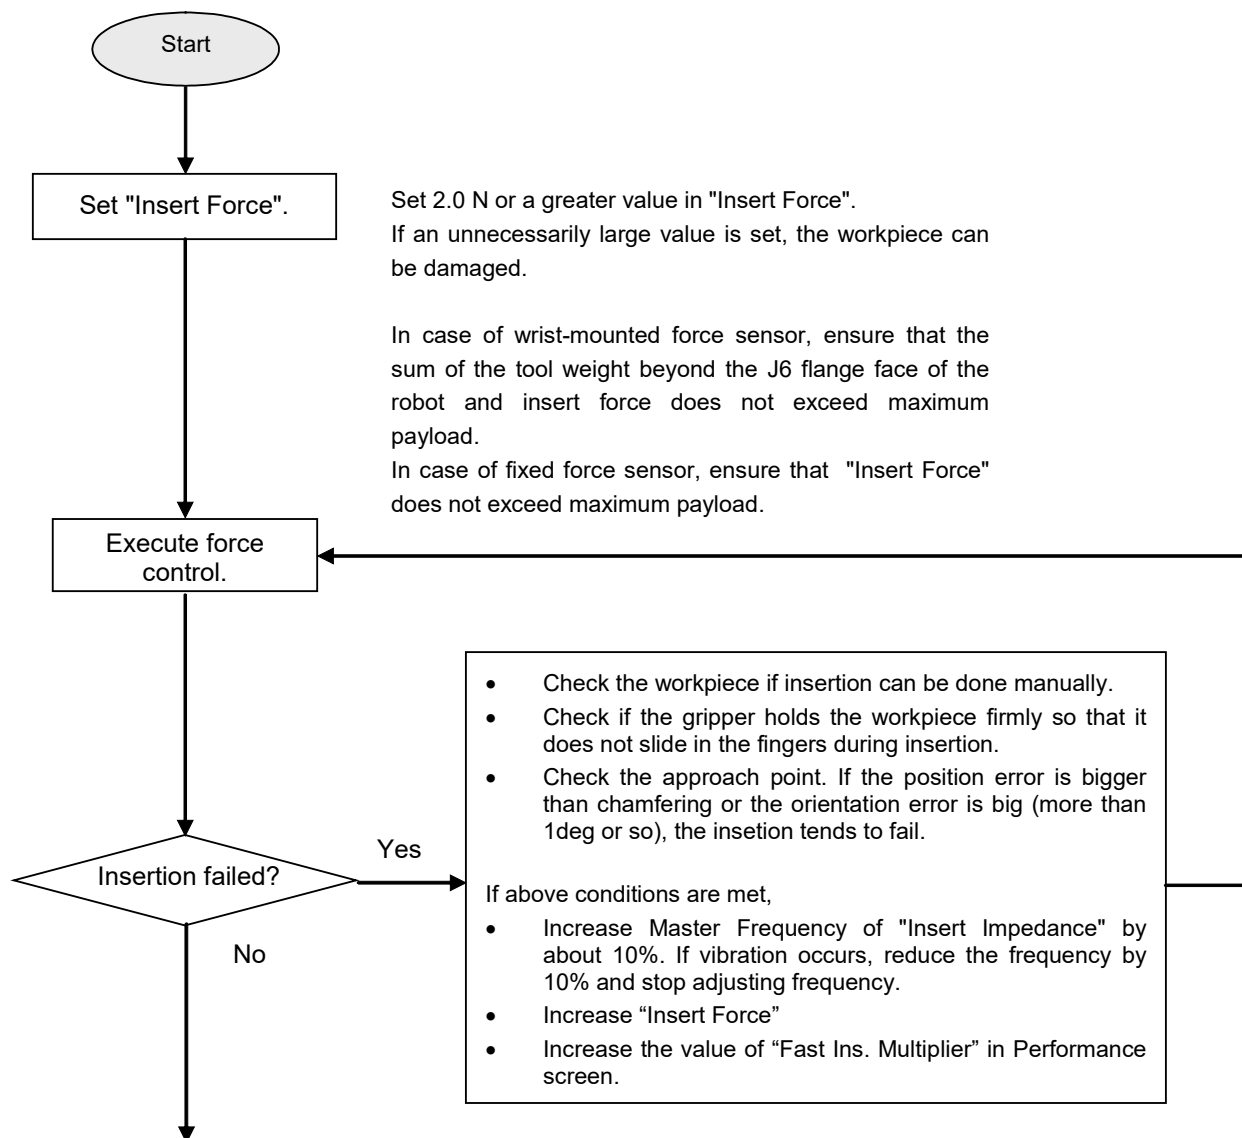 Start
Set "Insert Force".
Set 2.0 N or a greater value in "Insert Force".
If an unnecessarily large value is set, the workpiece can
be damaged.
In case of wrist-mounted force sensor, ensure that the
sum of the tool weight beyond the J6 flange face of the
robot and insert force does not exceed maximum
payload.
In case of fixed force sensor, ensure that "Insert Force"
does not exceed maximum payload.
Execute force
control.
• Check the workpiece if insertion can be done manually.
• Check if the gripper holds the workpiece firmly so that it
does not slide in the fingers during insertion.
• Check the approach point. If the position error is bigger
than chamfering or the orientation error is big (more than
1deg or so), the insetion tends to fail.
If above conditions are met,
• Increase Master Frequency of "Insert Impedance" by
about 10%. If vibration occurs, reduce the frequency by
10% and stop adjusting frequency.
• Increase “Insert Force”
• Increase the value of “Fast Ins. Multiplier” in Performance
screen.
Insertion failed?
Yes
No